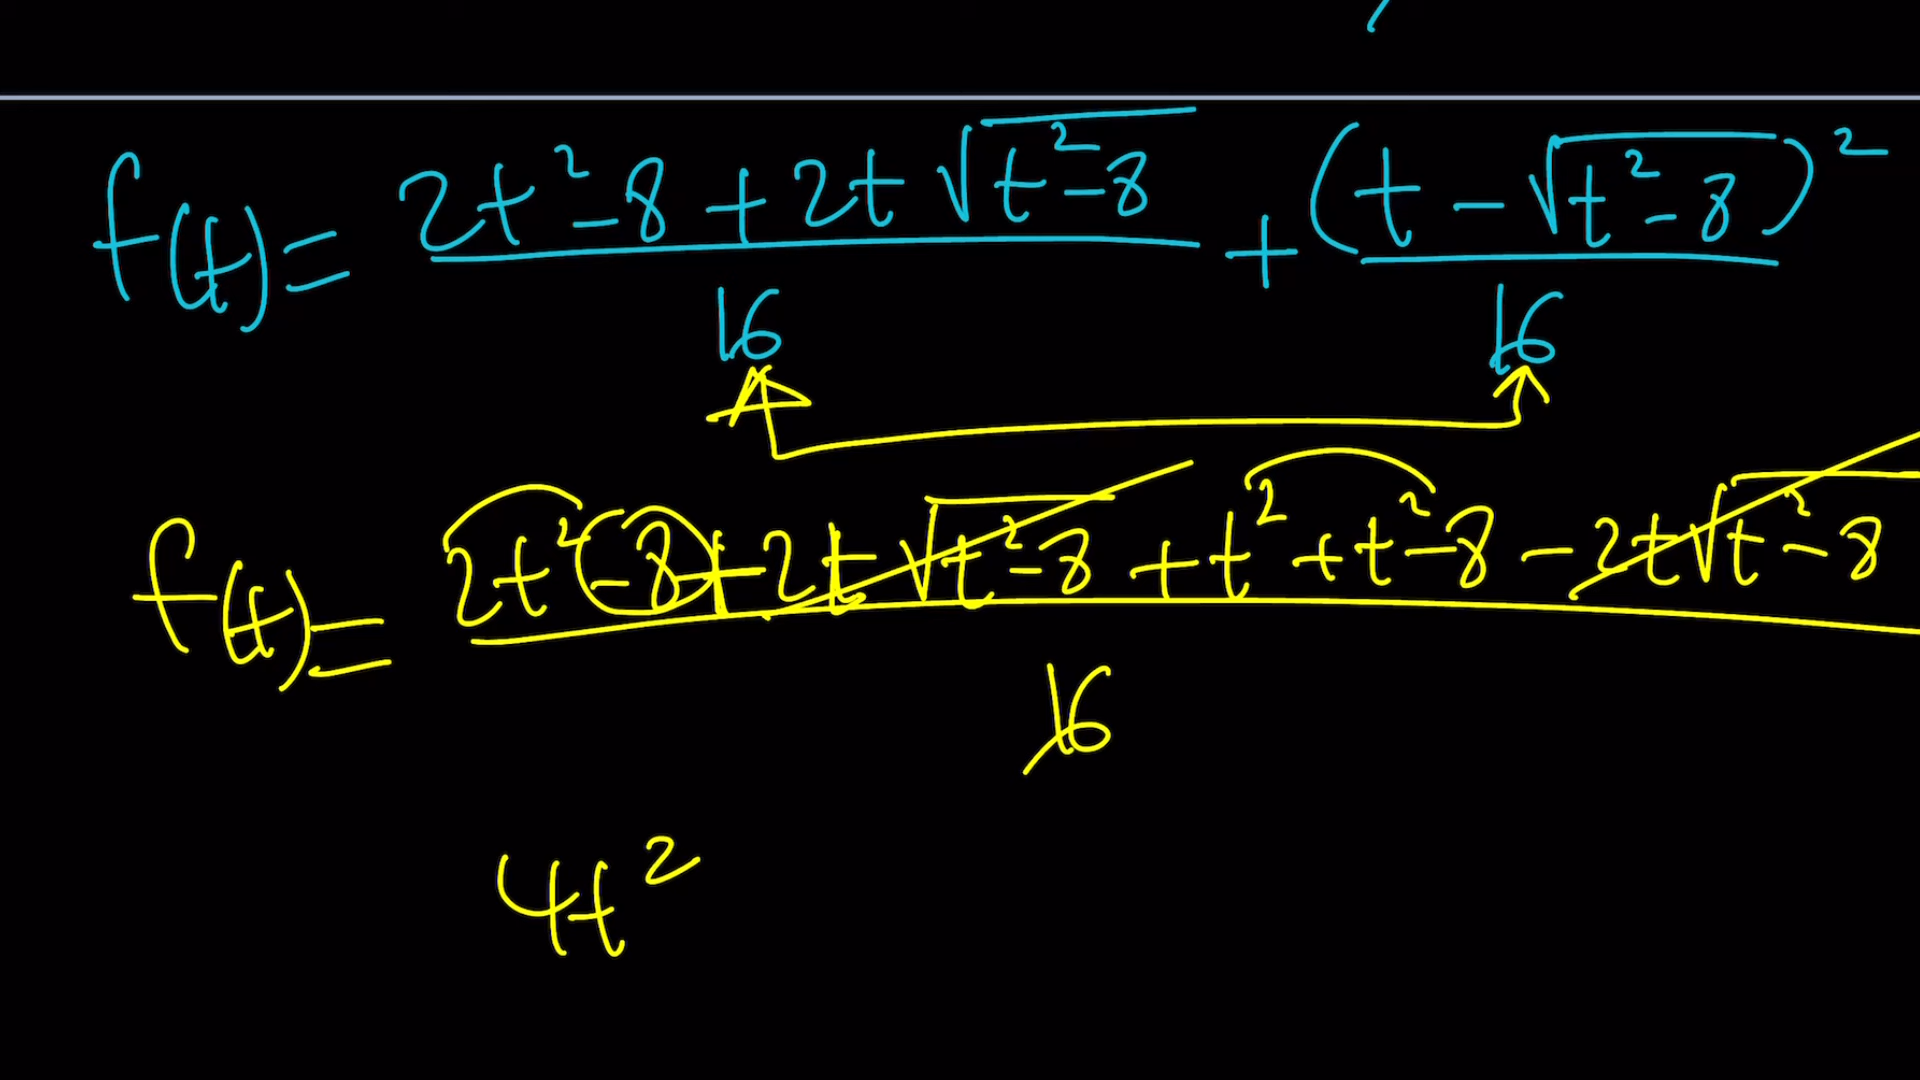 f(t) = (2t² - 8 + 2t√(t² - 8))/16 + (t - √(t² - 8))²/16
f(t) = (2t² - 8 + 2t√(t² - 8) + t² + t² - 8 - 2t√(t² - 8))/16
4t²